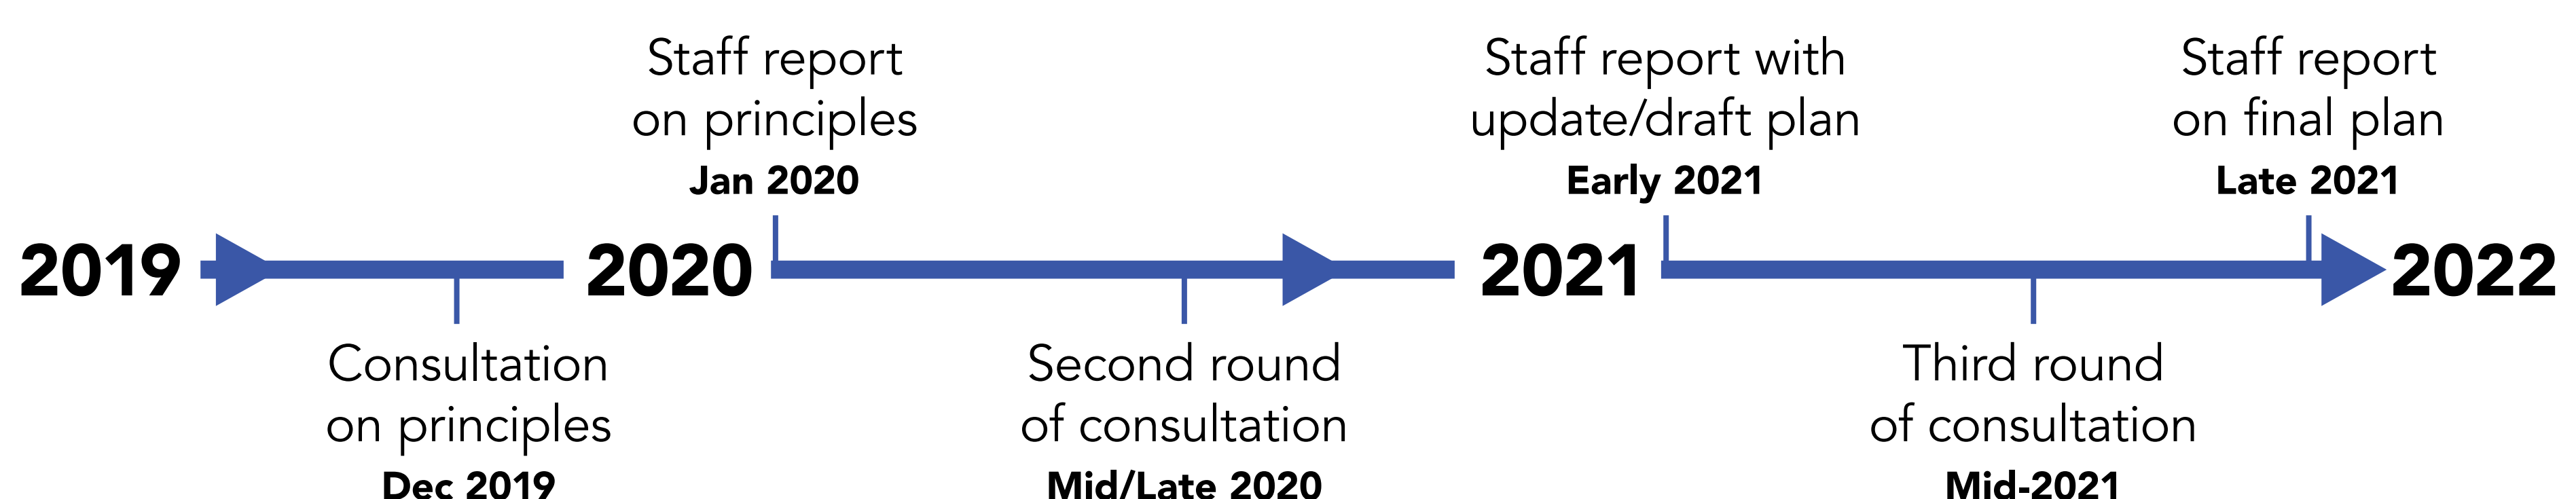 Staff report
on principles
Jan 2020
Staff report with
update/draft plan
Early 2021
Staff report
on final plan
Late 2021
2019
2020
2021
2022
Consultation
on principles
Dec 2019
Second round
of consultation
Mid/Late 2020
Third round
of consultation
Mid-2021